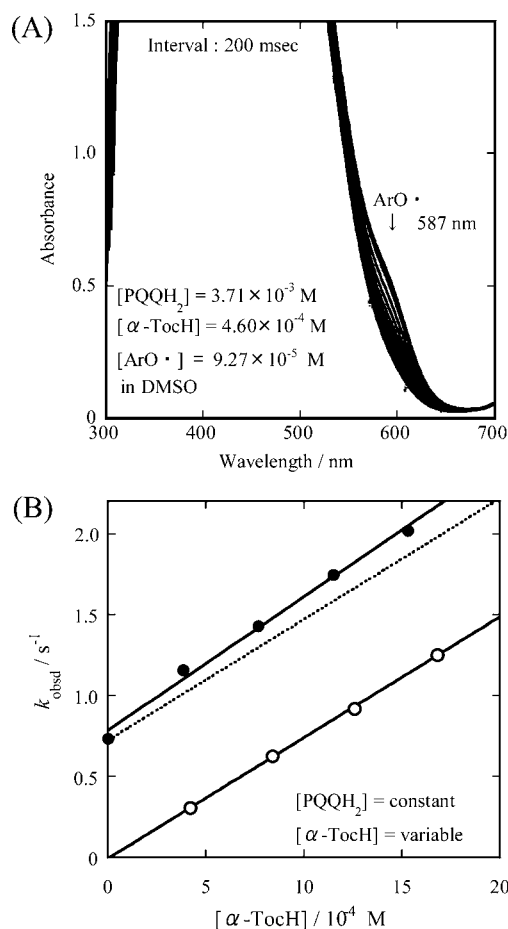 (A)
1.5
Interval : 200 msec
1.0
ArO・
↓ 587 nm
Absorbance
0.5
[PQQH₂] = 3.71×10⁻³ M
[α-TocH] = 4.60×10⁻⁴ M
[ArO・] = 9.27×10⁻⁵ M
in DMSO
0
300 400 500 600 700
Wavelength / nm
(B)
2.0
1.5
k_obsd / s⁻¹
1.0
0.5
[PQQH₂] = constant
[α-TocH] = variable
0
0 5 10 15 20
[α-TocH] / 10⁻⁴ M